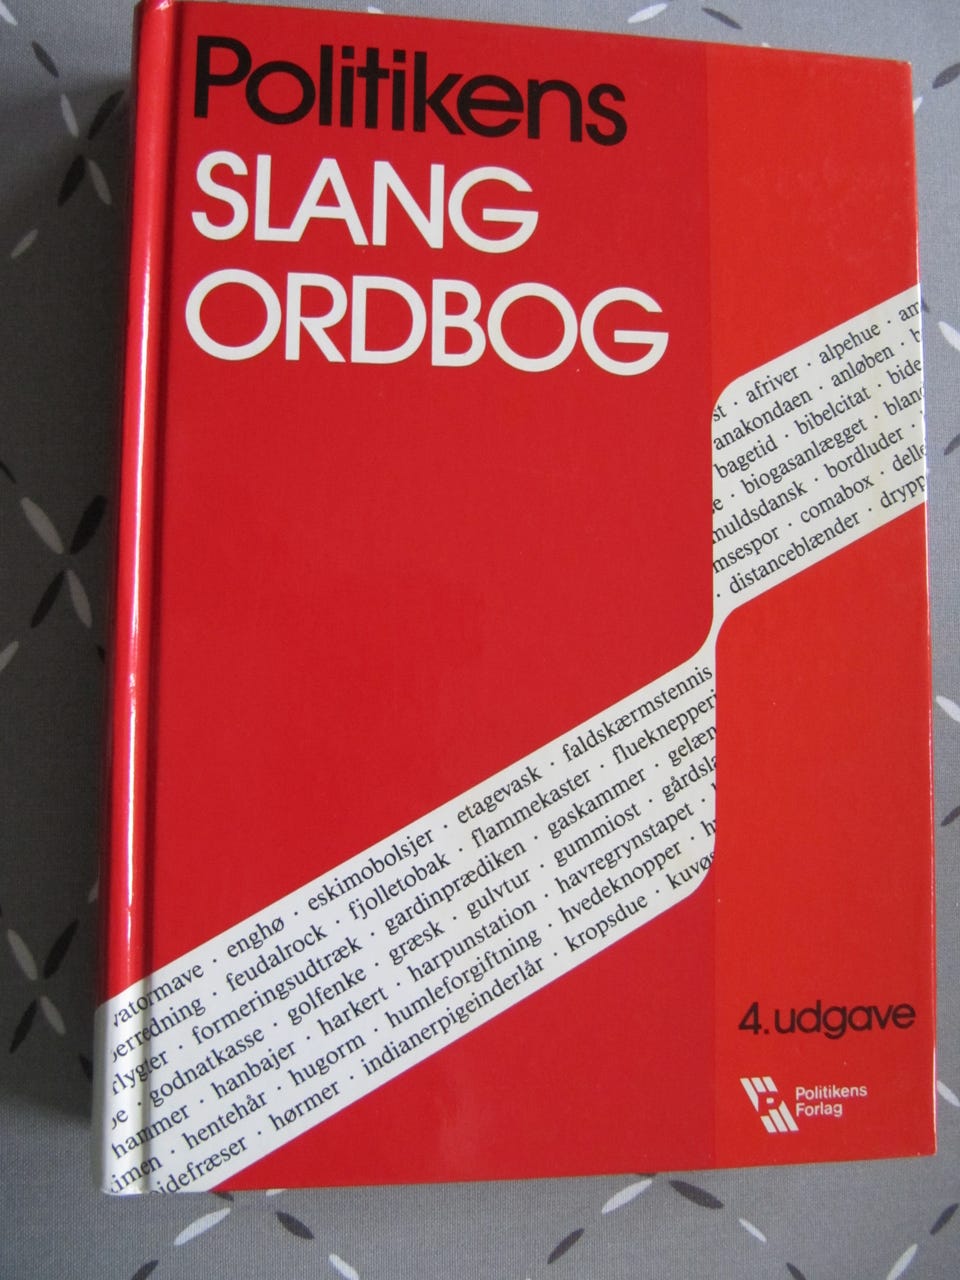 Politikens
SLANG
ORDBOG
afriver · alpehue ·
anakondaen · anløben ·
bagetid · bibelcitat ·
· biogasanlægget ·
· bordluder ·
· comabox ·
· distanceblænder ·
· enghø · eskimobolsjer · etagevask · faldskærmstennis
· feudalrock · fjolletobak · flammekaster ·
· formeringsudtræk · gardinprædiken · gaskammer ·
· godnatkasse · golfenke · græsk · gulvtur · gummiost ·
hammer · hanbajer · harkert · harpunstation · havregrynstapet ·
· hentehår · hugorm · humleforgiftning · hvedeknopper ·
· hørmer · indianerpigeinderlår · kropsdue ·
4. udgave
Politikens
Forlag